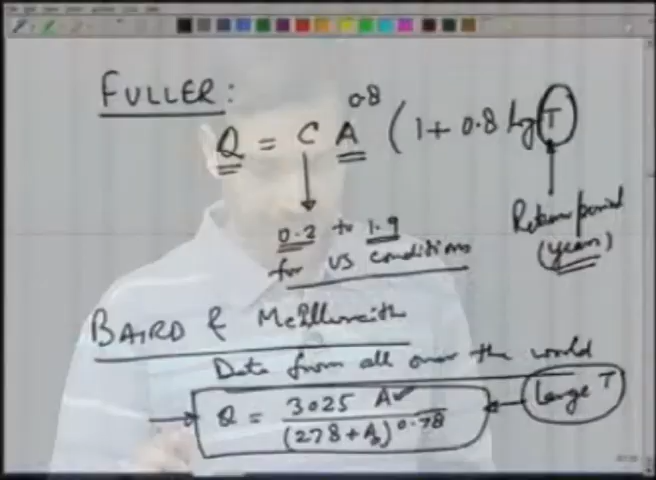 FULLER:
Q = C A^0.8 (1 + 0.8 log T
Return period
(years)
0.2 to 1.9
for US conditions
BAIRD & McIllwraith
Data from all over the world
Q = 3025 A / (278 + A)^0.78
Large T